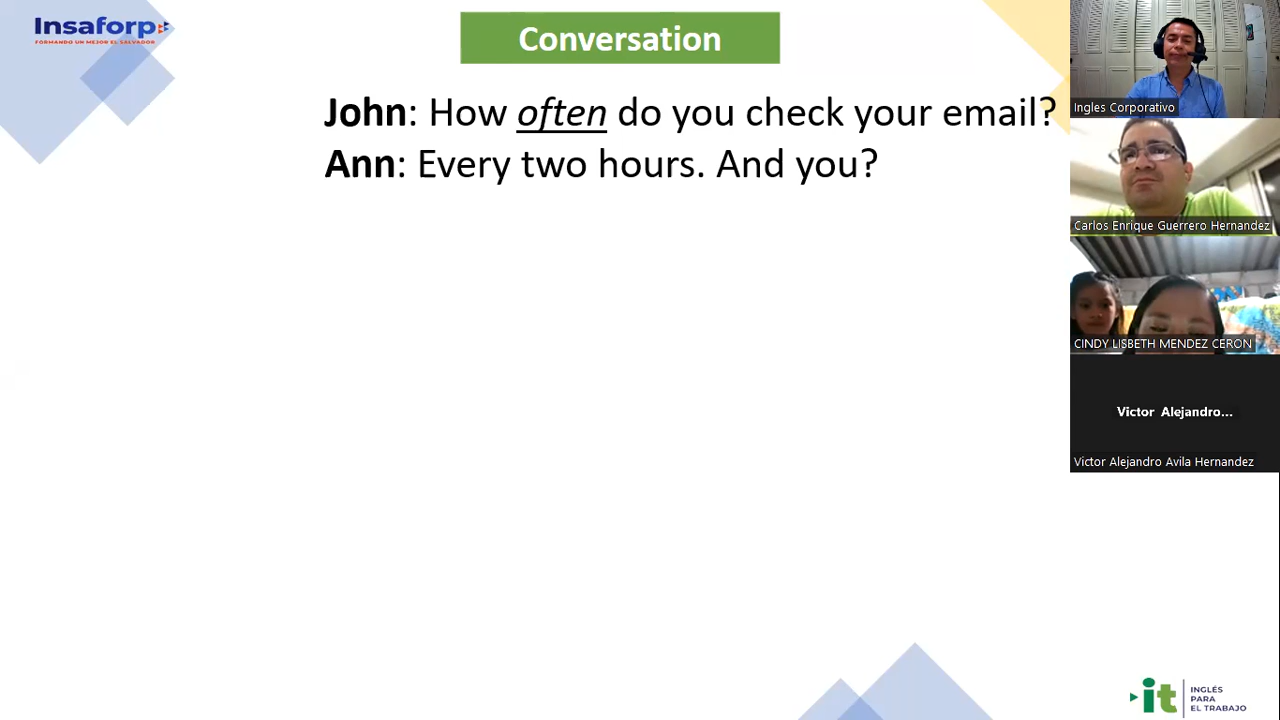 Insaforp
FORMANDO UN MEJOR EL SALVADOR
Conversation
John: How often do you check your email?
Ann: Every two hours. And you?
Ingles Corporativo
Carlos Enrique Guerrero Hernandez
CINDY LISBETH MENDEZ CERON
Victor Alejandro...
Victor Alejandro Avila Hernandez
it
INGLÉS
PARA
EL TRABAJO